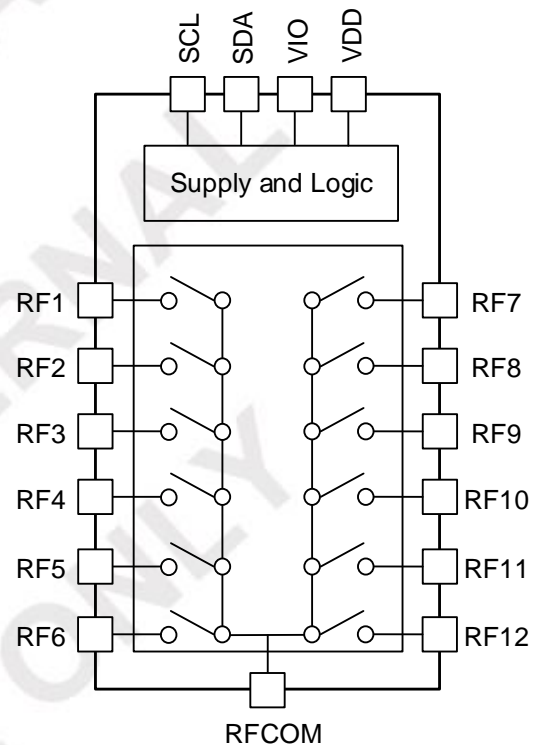 SCL SDA VIO VDD
Supply and Logic
RF1 RF7
RF2 RF8
RF3 RF9
RF4 RF10
RF5 RF11
RF6 RF12
RFCOM
ONLY